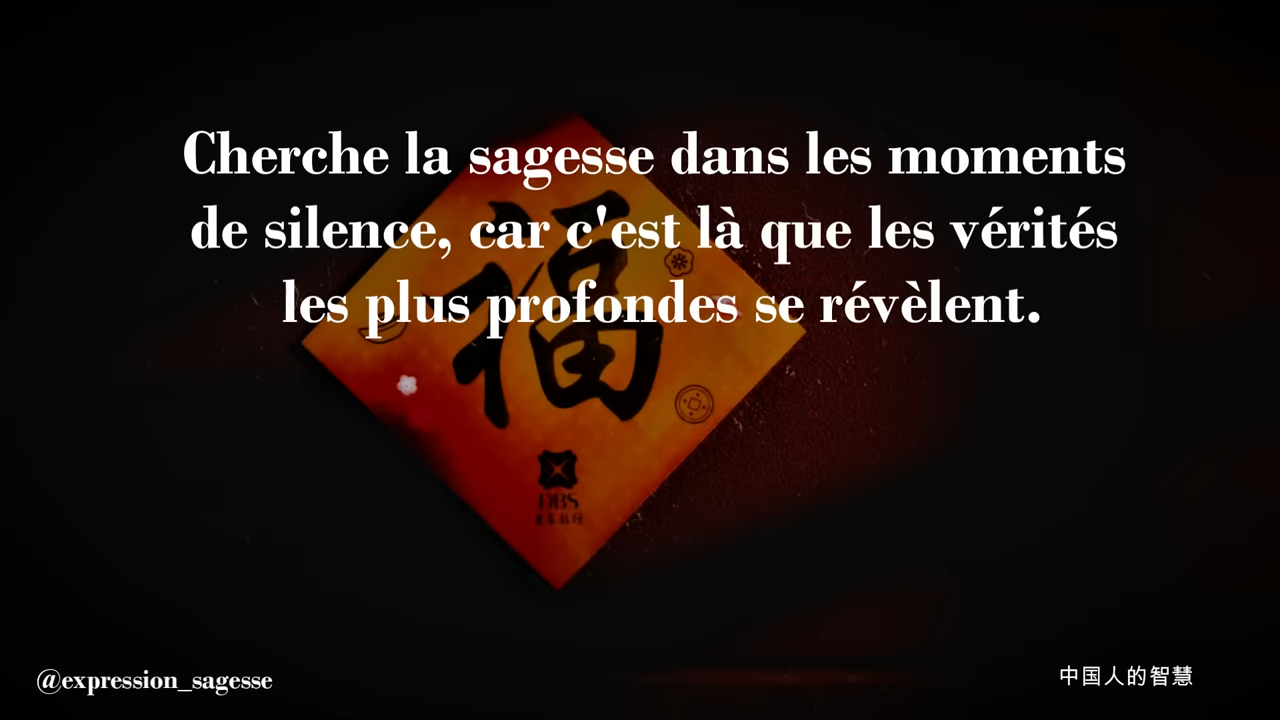 Cherche la sagesse dans les moments
de silence, car c'est là que les vérités
les plus profondes se révèlent.
福
DBS
@expression_sagesse
中国人的智慧